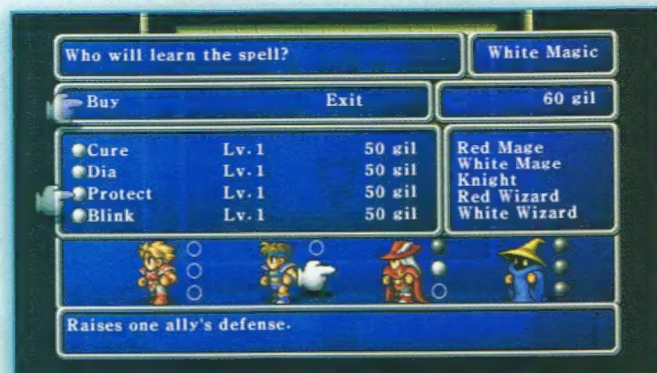 Who will learn the spell?
White Magic
Buy Exit
60 gil
Cure Lv. 1 50 gil
Dia Lv. 1 50 gil
Protect Lv. 1 50 gil
Blink Lv. 1 50 gil
Red Mage
White Mage
Knight
Red Wizard
White Wizard
Raises one ally's defense.